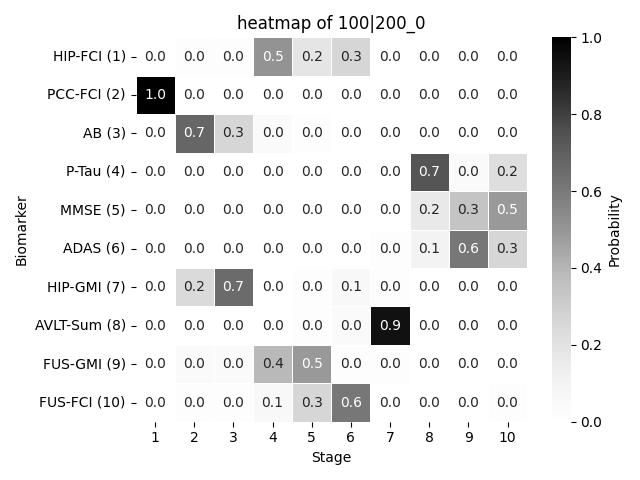 heatmap of 100|200_0
Biomarker
HIP-FCI (1) 0.0 0.0 0.0 0.5 0.2 0.3 0.0 0.0 0.0 0.0
PCC-FCI (2) 1.0 0.0 0.0 0.0 0.0 0.0 0.0 0.0 0.0 0.0
AB (3) 0.0 0.7 0.3 0.0 0.0 0.0 0.0 0.0 0.0 0.0
P-Tau (4) 0.0 0.0 0.0 0.0 0.0 0.0 0.0 0.7 0.0 0.2
MMSE (5) 0.0 0.0 0.0 0.0 0.0 0.0 0.0 0.2 0.3 0.5
ADAS (6) 0.0 0.0 0.0 0.0 0.0 0.0 0.0 0.1 0.6 0.3
HIP-GMI (7) 0.0 0.2 0.7 0.0 0.0 0.1 0.0 0.0 0.0 0.0
AVLT-Sum (8) 0.0 0.0 0.0 0.0 0.0 0.0 0.9 0.0 0.0 0.0
FUS-GMI (9) 0.0 0.0 0.0 0.4 0.5 0.0 0.0 0.0 0.0 0.0
FUS-FCI (10) 0.0 0.0 0.0 0.1 0.3 0.6 0.0 0.0 0.0 0.0
1 2 3 4 5 6 7 8 9 10
Stage
1.0
0.8
0.6
0.4
0.2
0.0
Probability